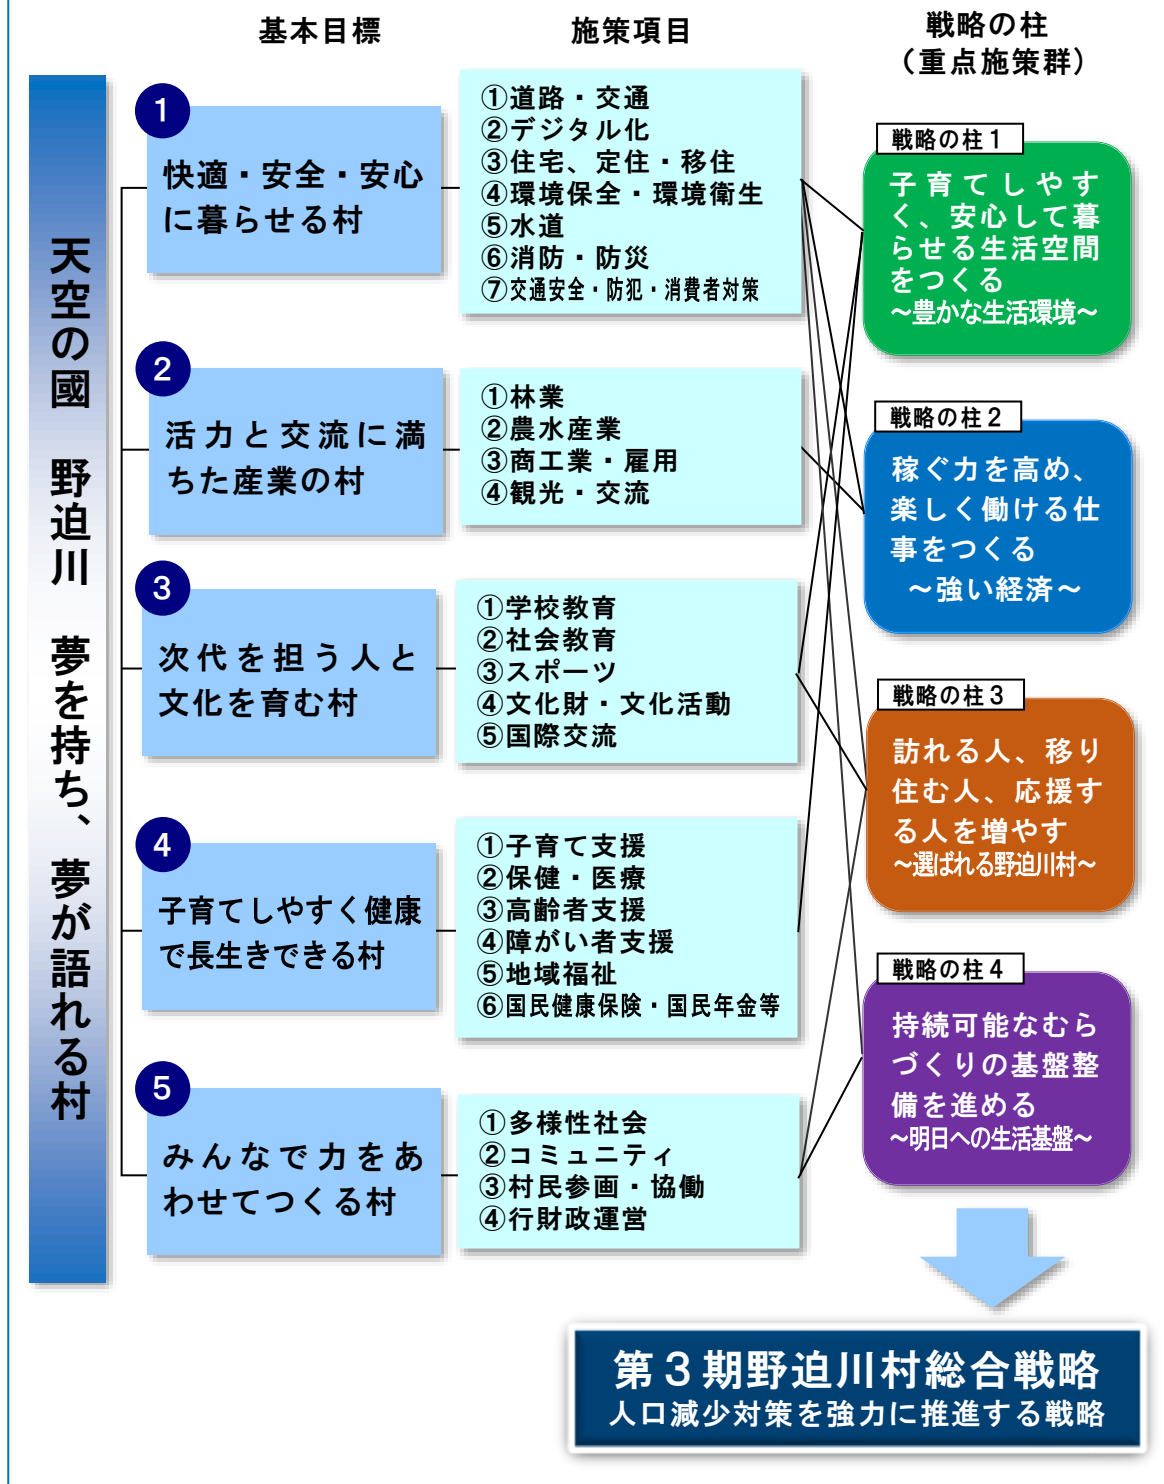 基本目標
施策項目
戦略の柱
（重点施策群）
天空の國　野迫川　夢を持ち、夢が語れる村
1
快適・安全・安心
に暮らせる村
①道路・交通
②デジタル化
③住宅、定住・移住
④環境保全・環境衛生
⑤水道
⑥消防・防災
⑦交通安全・防犯・消費者対策
2
活力と交流に満
ちた産業の村
①林業
②農水産業
③商工業・雇用
④観光・交流
3
次代を担う人と
文化を育む村
①学校教育
②社会教育
③スポーツ
④文化財・文化活動
⑤国際交流
4
子育てしやすく健康
で長生きできる村
①子育て支援
②保健・医療
③高齢者支援
④障がい者支援
⑤地域福祉
⑥国民健康保険・国民年金等
5
みんなで力をあ
わせてつくる村
①多様性社会
②コミュニティ
③村民参画・協働
④行財政運営
戦略の柱１
子育てしやす
く、安心して暮
らせる生活空間
をつくる
～豊かな生活環境～
戦略の柱２
稼ぐ力を高め、
楽しく働ける仕
事をつくる
～強い経済～
戦略の柱３
訪れる人、移り
住む人、応援す
る人を増やす
～選ばれる野迫川村～
戦略の柱４
持続可能なむら
づくりの基盤整
備を進める
～明日への生活基盤～
第３期野迫川村総合戦略
人口減少対策を強力に推進する戦略